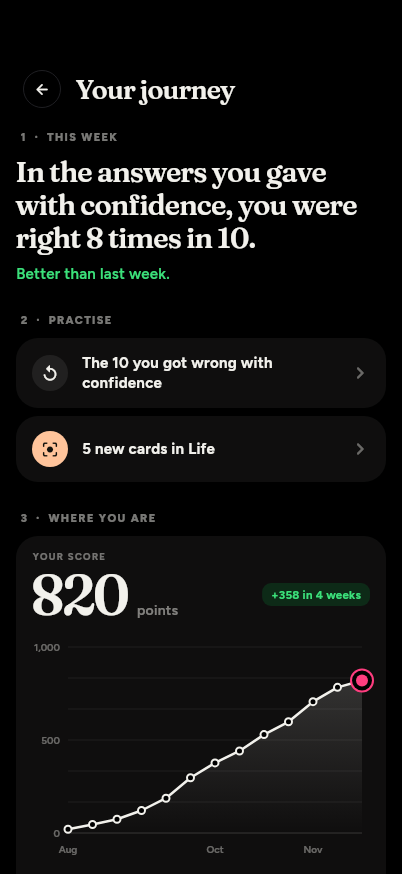 Your journey
1 · THIS WEEK
In the answers you gave
with confidence, you were
right 8 times in 10.
Better than last week.
2 · PRACTISE
The 10 you got wrong with
confidence
5 new cards in Life
3 · WHERE YOU ARE
YOUR SCORE
820 points
+358 in 4 weeks
1,000
500
0
Aug Oct Nov